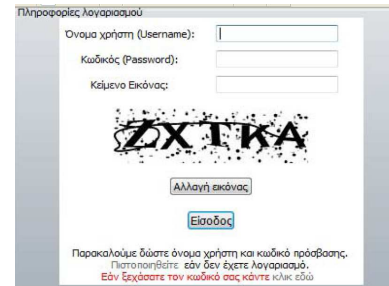 Πληροφορίες λογαριασμού
Όνομα χρήστη (Username):
Κωδικός (Password):
Κείμενο Εικόνας:
ZXTKA
Αλλαγή εικόνας
Είσοδος
Παρακαλούμε δώστε όνομα χρήστη και κωδικό πρόσβασης.
Πιστοποιηθείτε εάν δεν έχετε λογαριασμό.
Εάν ξεχάσατε τον κωδικό σας κάντε κλικ εδώ